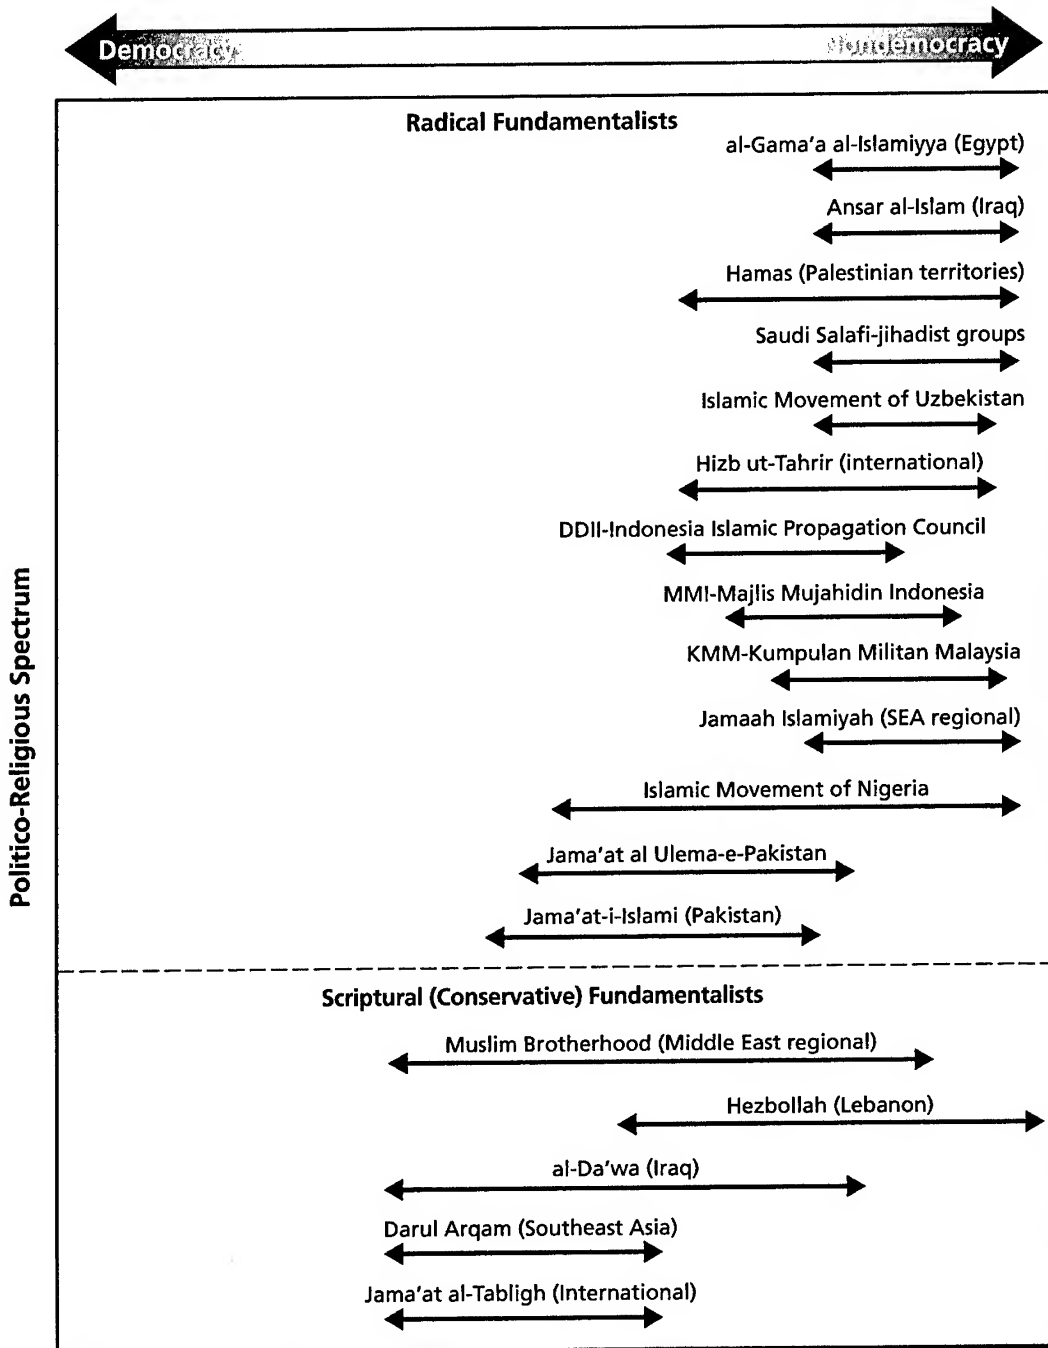 Democracy Nondemocracy
Radical Fundamentalists
al-Gama'a al-Islamiyya (Egypt)
Ansar al-Islam (Iraq)
Hamas (Palestinian territories)
Saudi Salafi-jihadist groups
Islamic Movement of Uzbekistan
Hizb ut-Tahrir (international)
DDII-Indonesia Islamic Propagation Council
MMI-Majlis Mujahidin Indonesia
KMM-Kumpulan Militan Malaysia
Jamaah Islamiyah (SEA regional)
Islamic Movement of Nigeria
Jama'at al Ulema-e-Pakistan
Jama'at-i-Islami (Pakistan)
Politico-Religious Spectrum
Scriptural (Conservative) Fundamentalists
Muslim Brotherhood (Middle East regional)
Hezbollah (Lebanon)
al-Da'wa (Iraq)
Darul Arqam (Southeast Asia)
Jama'at al-Tabligh (International)